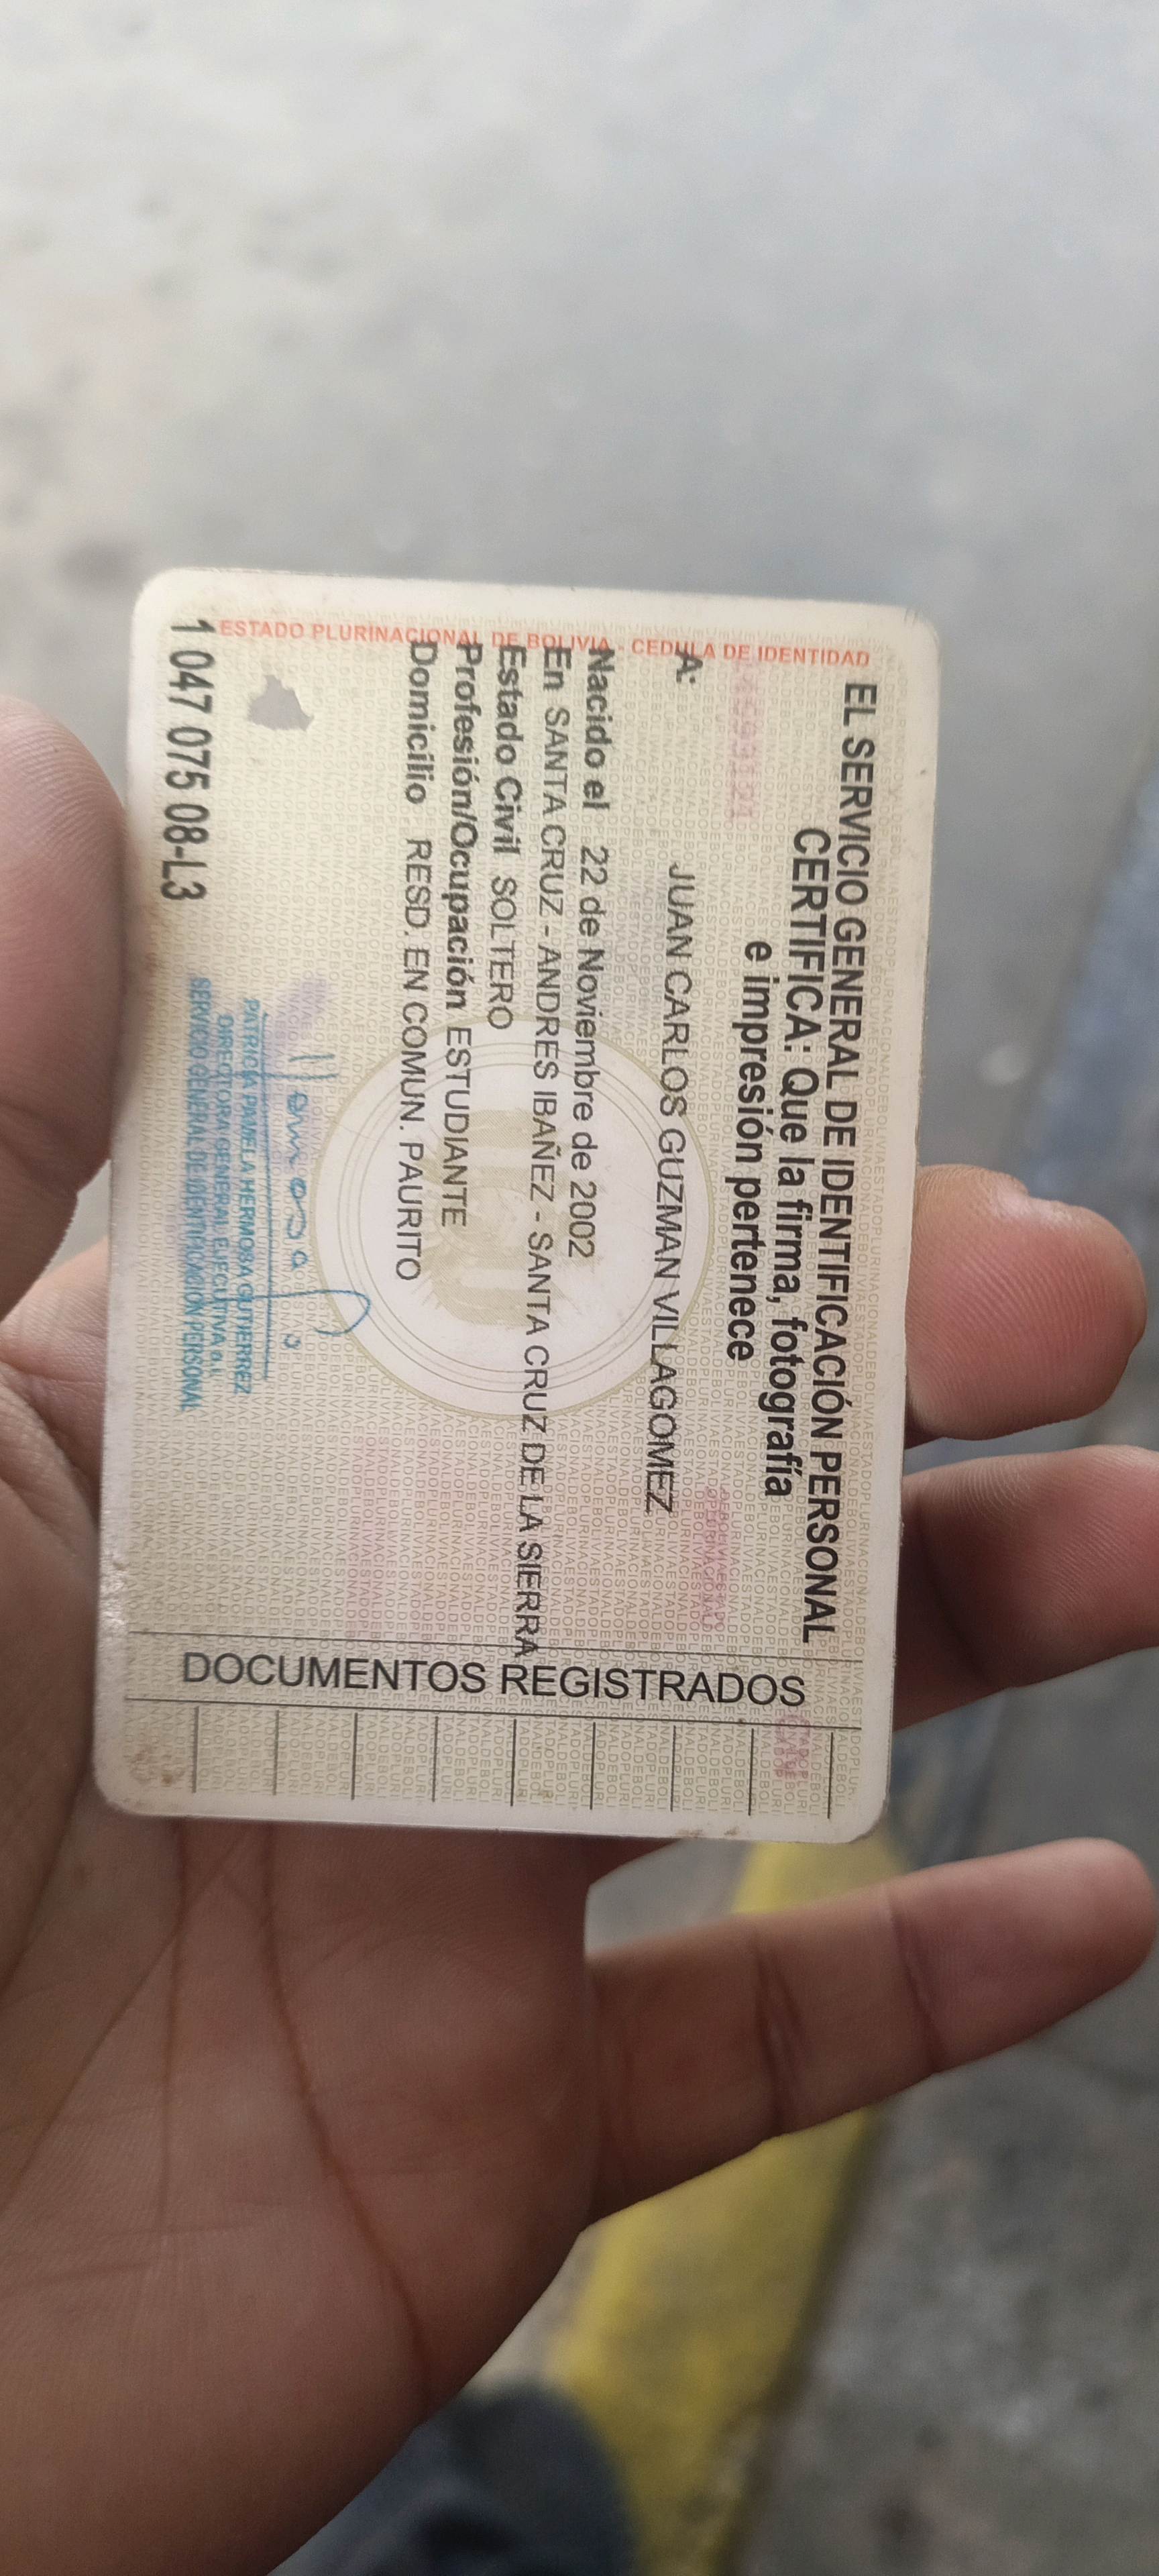 ESTADO PLURINACIONAL DE BOLIVIA - CEDULA DE IDENTIDAD
EL SERVICIO GENERAL DE IDENTIFICACIÓN PERSONAL
CERTIFICA: Que la firma, fotografía
e impresión pertenece
A: JUAN CARLOS GUZMAN VILLAGOMEZ
Nacido el 22 de Noviembre de 2002
En SANTA CRUZ - ANDRES IBAÑEZ - SANTA CRUZ DE LA SIERRA
Estado Civil SOLTERO
Profesión/Ocupación ESTUDIANTE
Domicilio RESD. EN COMUN. PAURITO
PATRICIA PAMELA HERMOSA GUTIERREZ
DIRECTORA GENERAL EJECUTIVA a.i.
SERVICIO GENERAL DE IDENTIFICACIÓN PERSONAL
1 047 075 08-L3
DOCUMENTOS REGISTRADOS